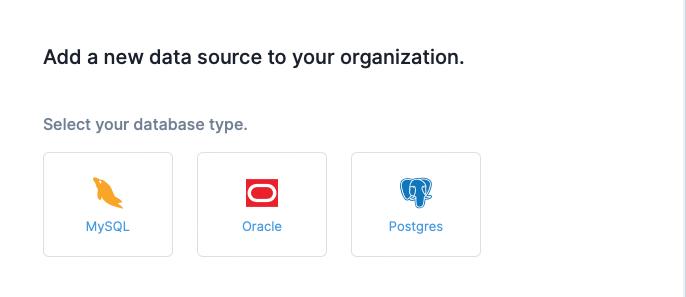 Add a new data source to your organization.
Select your database type.
MySQL
Oracle
Postgres